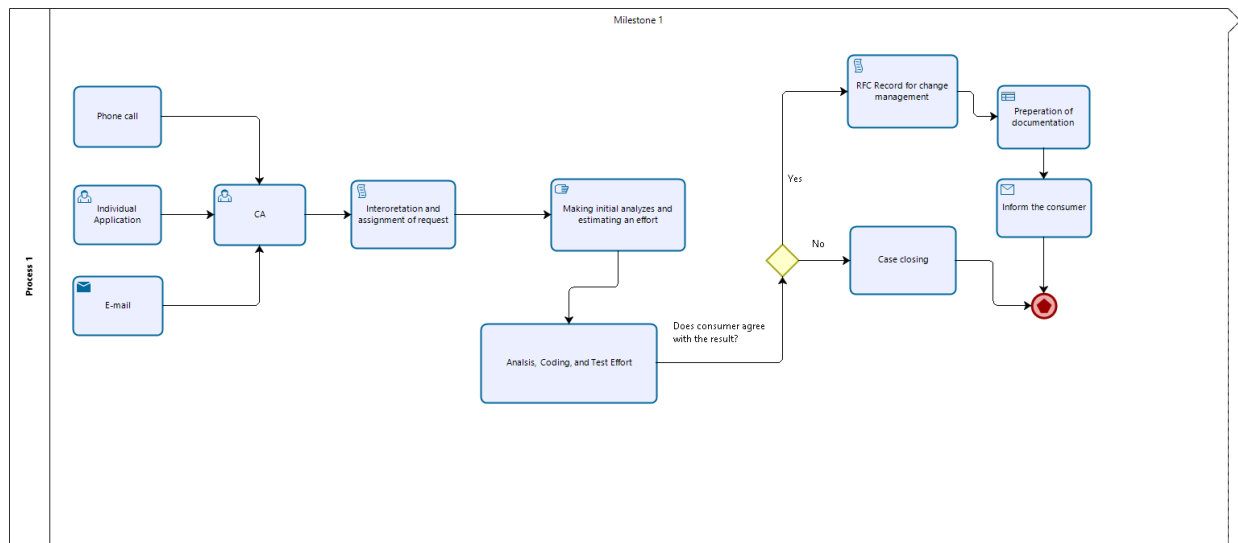 Milestone 1
Process 1
Phone call
Individual
Application
E-mail
CA
Interoretation and
assignment of request
Making initial analyzes and
estimating an effort
Analsis, Coding, and Test Effort
Does consumer agree
with the result?
Yes
No
RFC Record for change
management
Preperation of
documentation
Inform the consumer
Case closing